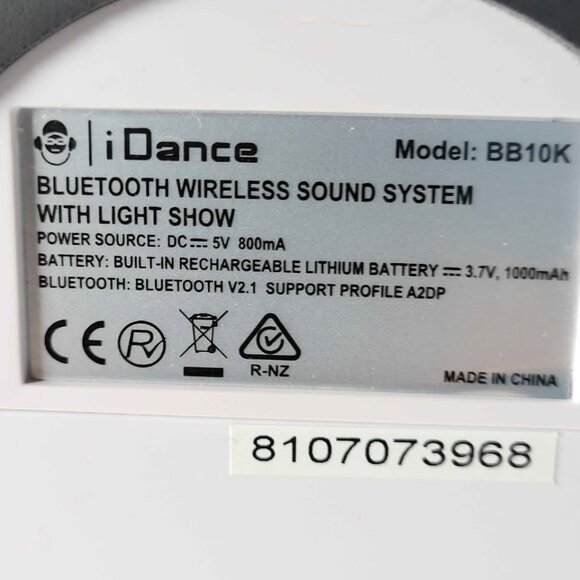 iDance
Model: BB10K
BLUETOOTH WIRELESS SOUND SYSTEM
WITH LIGHT SHOW
POWER SOURCE: DC⎓ 5V 800mA
BATTERY: BUILT-IN RECHARGEABLE LITHIUM BATTERY ⎓ 3.7V, 1000mAh
BLUETOOTH: BLUETOOTH V2.1 SUPPORT PROFILE A2DP
CE
R-NZ
MADE IN CHINA
8107073968